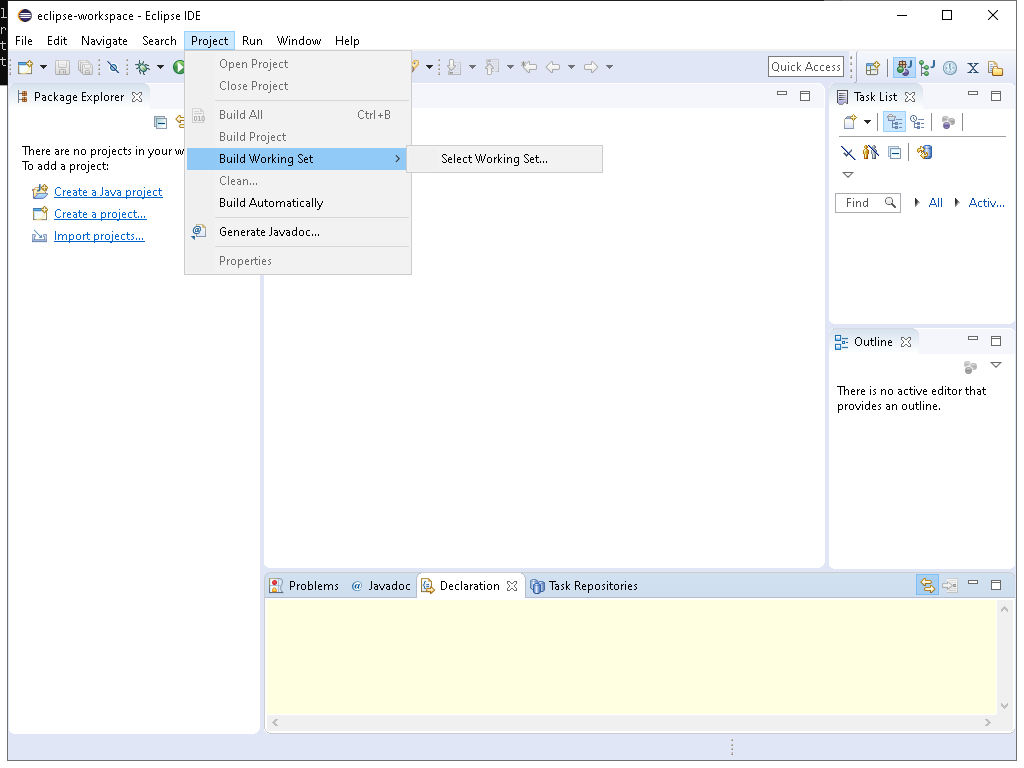 eclipse-workspace - Eclipse IDE
File Edit Navigate Search Project Run Window Help
Quick Access
Open Project
Close Project
Build All Ctrl+B
Build Project
Build Working Set
Select Working Set...
Clean...
Build Automatically
Generate Javadoc...
Properties
Package Explorer
There are no projects in your w
To add a project:
Create a Java project
Create a project...
Import projects...
Task List
Find All Activ...
Outline
There is no active editor that
provides an outline.
Problems Javadoc Declaration Task Repositories